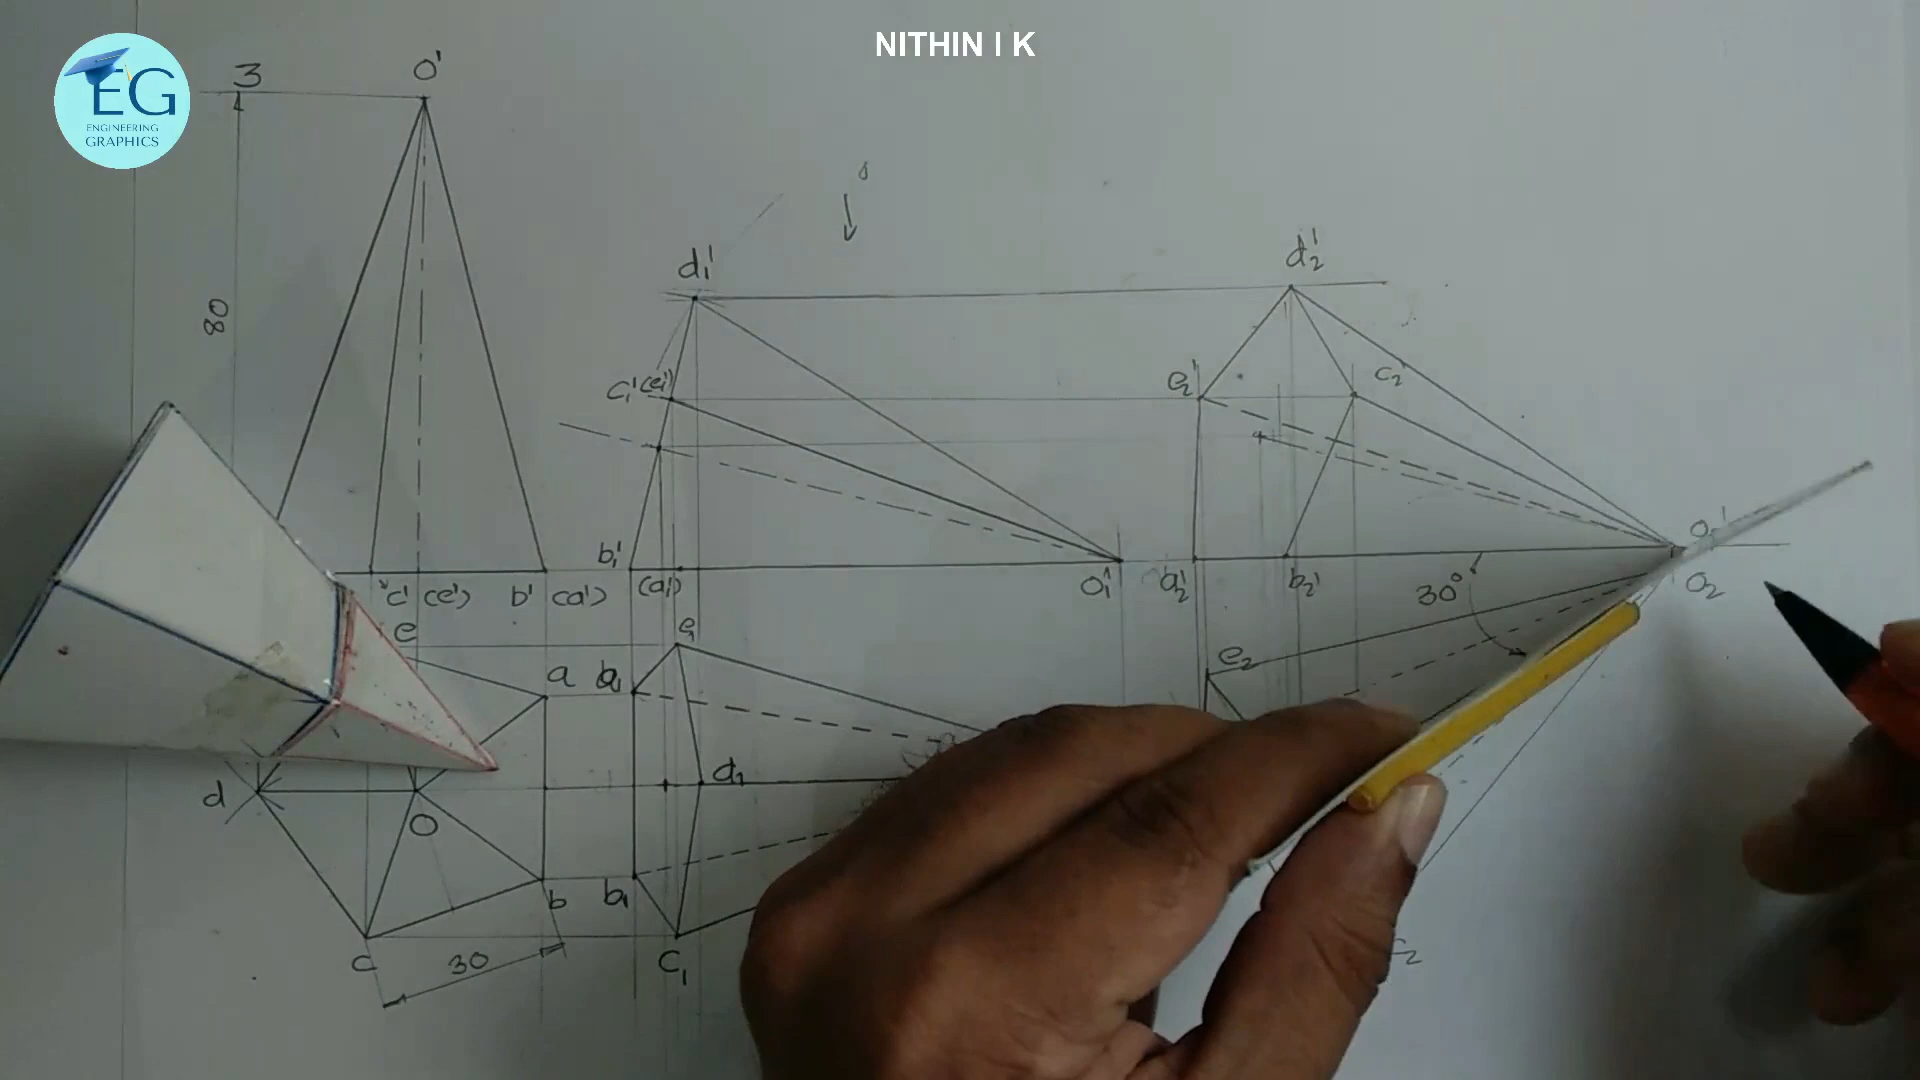 NITHIN I K
EG
ENGINEERING
GRAPHICS
3
o'
80
d1'
d2'
c1'(e1')
e2'
c2'
b1'
(a1')
o1'
a2'
b2'
30°
o2'
o2
c'(e')
b'(a')
e
a
a1
e1
e2
d
o
d1
b
b1
c
30
c1
c2